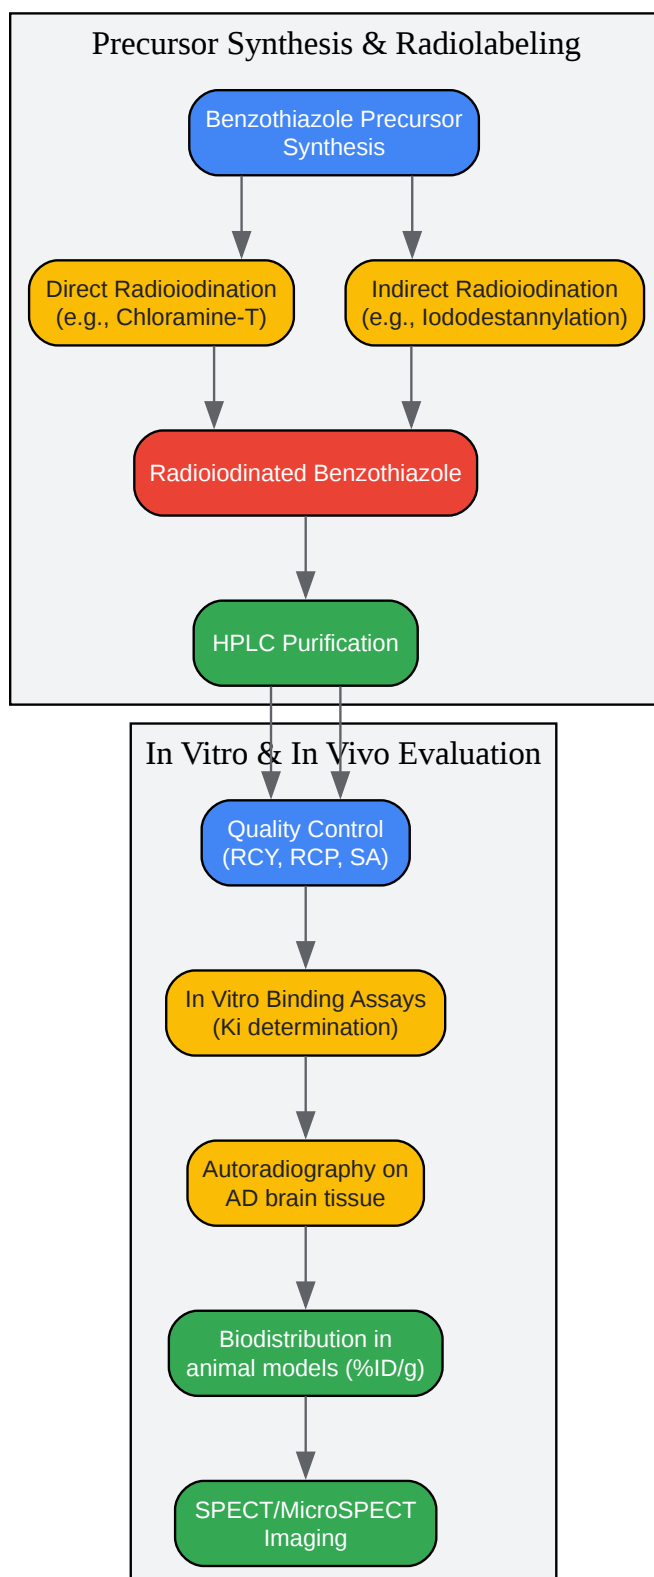 Precursor Synthesis & Radiolabeling
Benzothiazole Precursor
Synthesis
Direct Radioiodination
(e.g., Chloramine-T)
Indirect Radioiodination
(e.g., Iododestannylation)
Radioiodinated Benzothiazole
HPLC Purification
In Vitro & In Vivo Evaluation
Quality Control
(RCY, RCP, SA)
In Vitro Binding Assays
(Ki determination)
Autoradiography on
AD brain tissue
Biodistribution in
animal models (%ID/g)
SPECT/MicroSPECT
Imaging